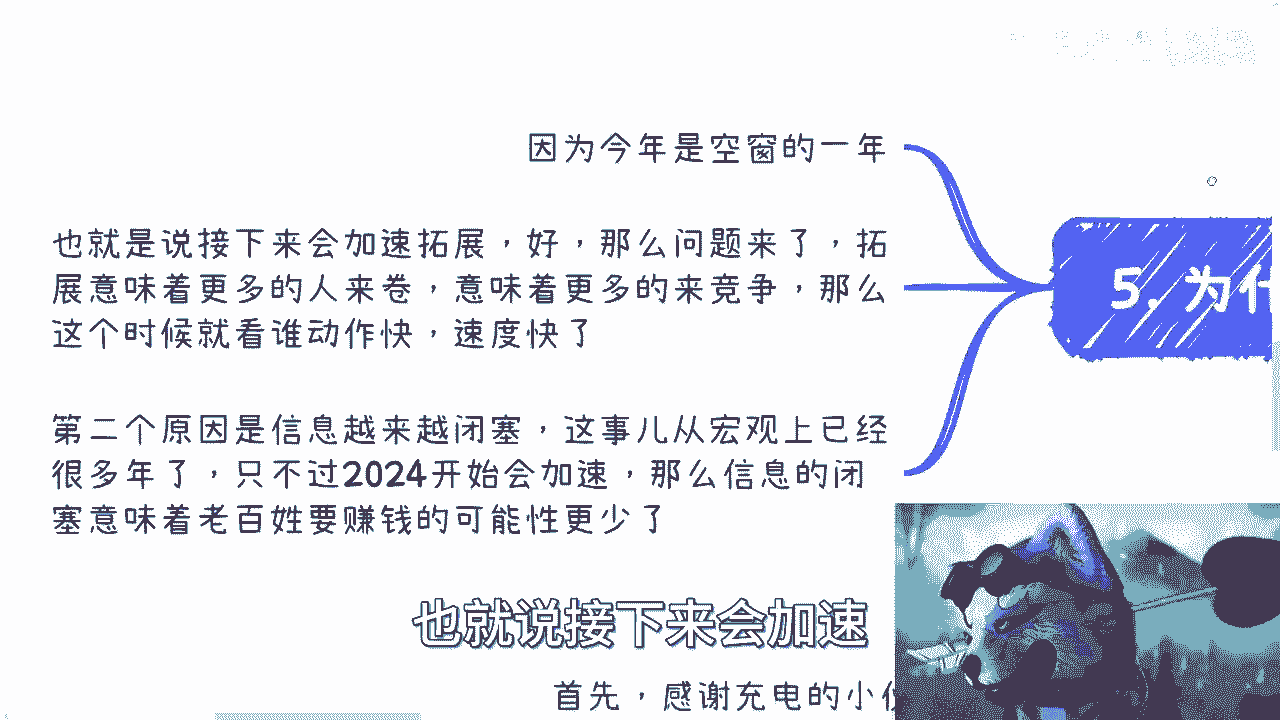 因为今年是空窗的一年
也就是说接下来会加速拓展，好，那么问题来了，拓
展意味着更多的人来卷，意味着更多的来竞争，那么
这个时候就看谁动作快，速度快了
5. 为什
第二个原因是信息越来越闭塞，这事儿从宏观上已经
很多年了，只不过2024开始会加速，那么信息的闭
塞意味着老百姓要赚钱的可能性更少了
也就说接下来会加速
首先，感谢充电的小